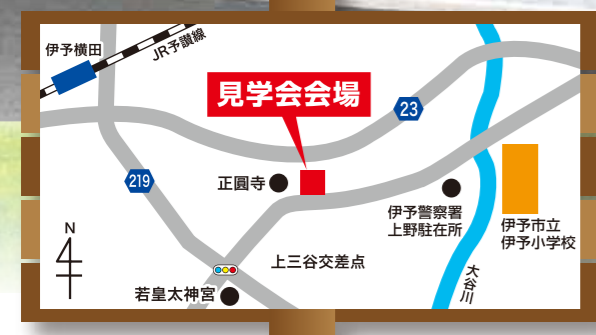 伊予横田
JR予讃線
見学会会場
23
219
正圓寺
伊予警察署
上野駐在所
伊予市立
伊予小学校
N
上三谷交差点
大谷川
若皇太神宮